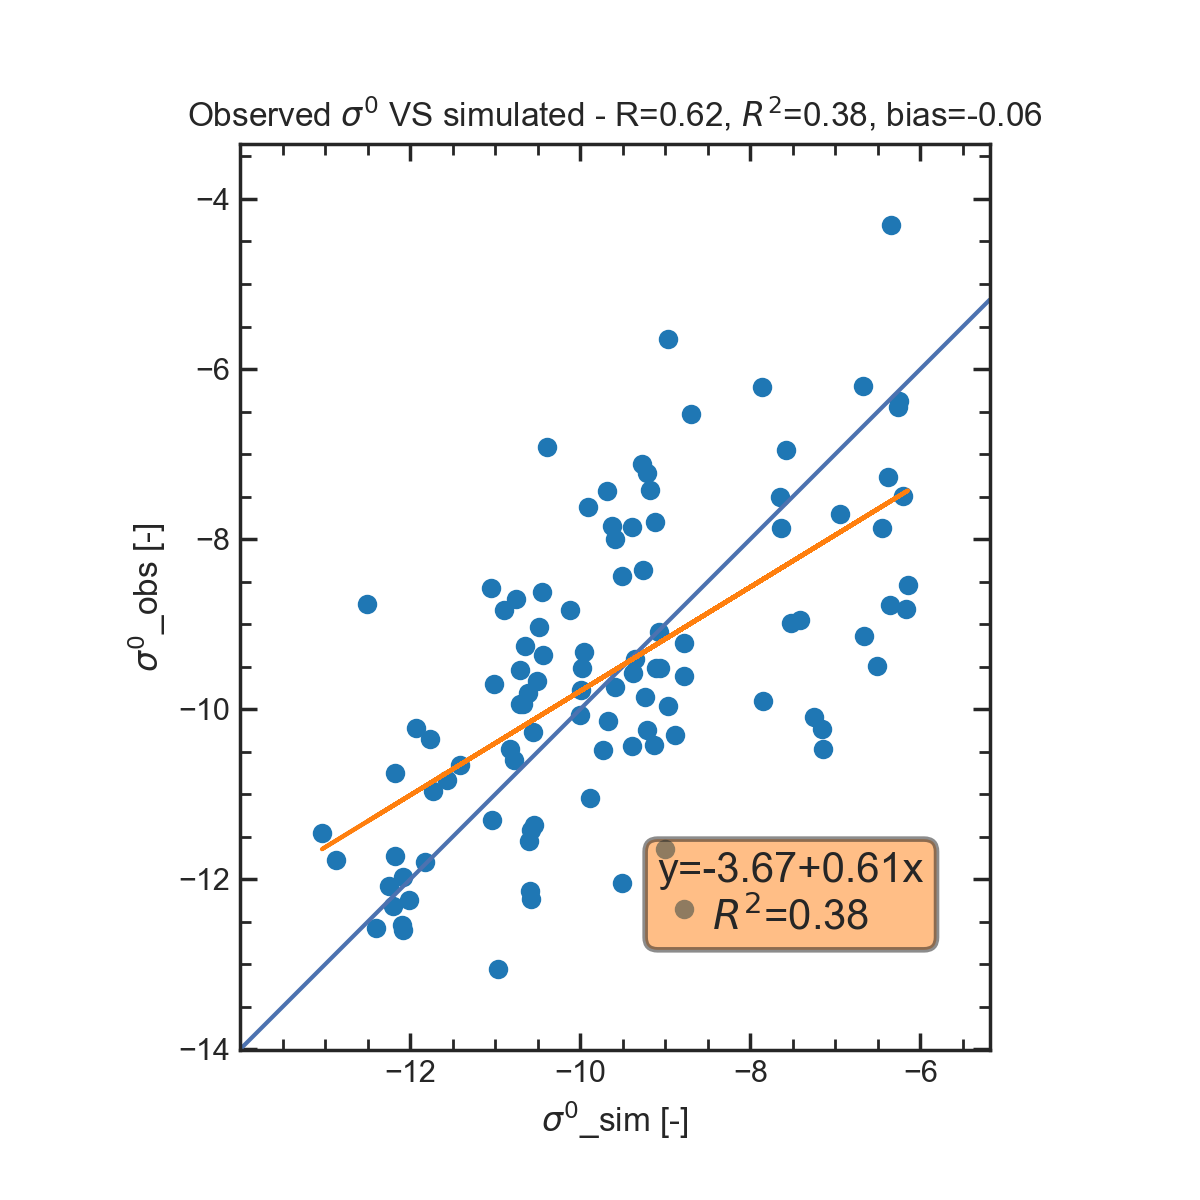 Observed σ⁰ VS simulated - R=0.62, R²=0.38, bias=-0.06
−4
−6
−8
−10
−12
−14
σ⁰_obs [-]
y=-3.67+0.61x
R²=0.38
−12 −10 −8 −6
σ⁰_sim [-]